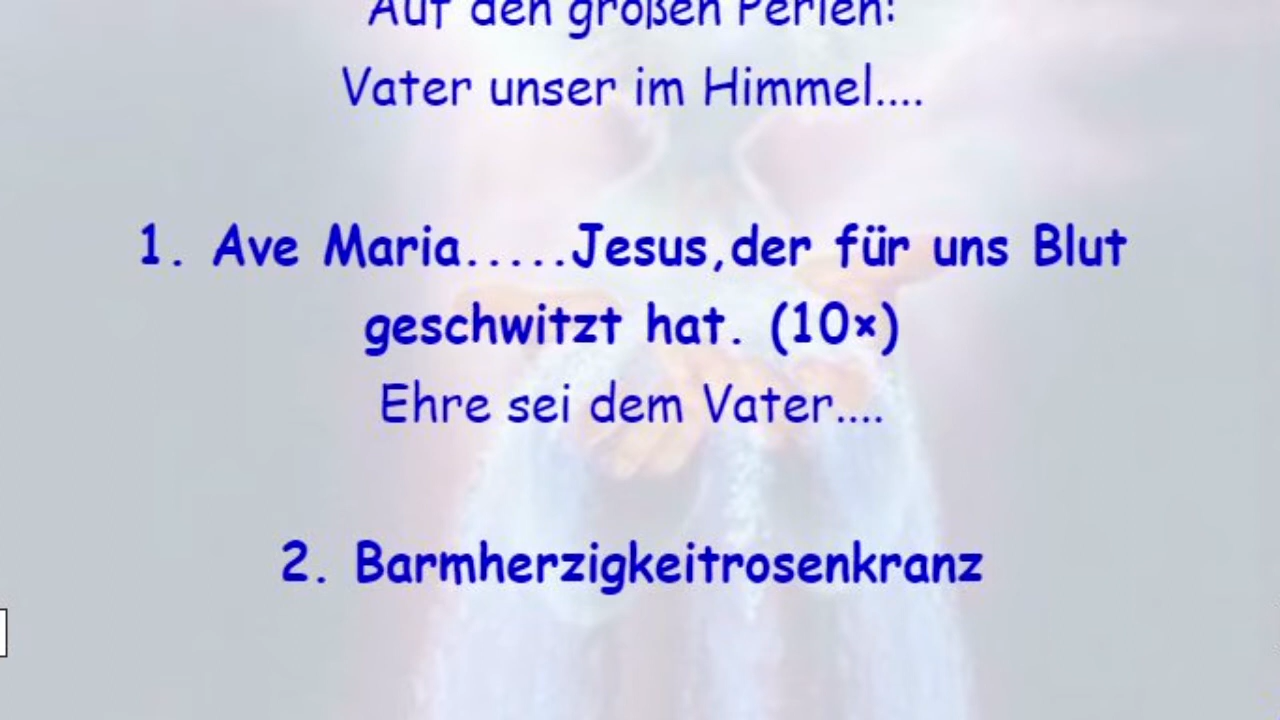 Auf den großen Perlen:
Vater unser im Himmel....
1. Ave Maria.....Jesus,der für uns Blut
geschwitzt hat. (10×)
Ehre sei dem Vater....
2. Barmherzigkeitrosenkranz